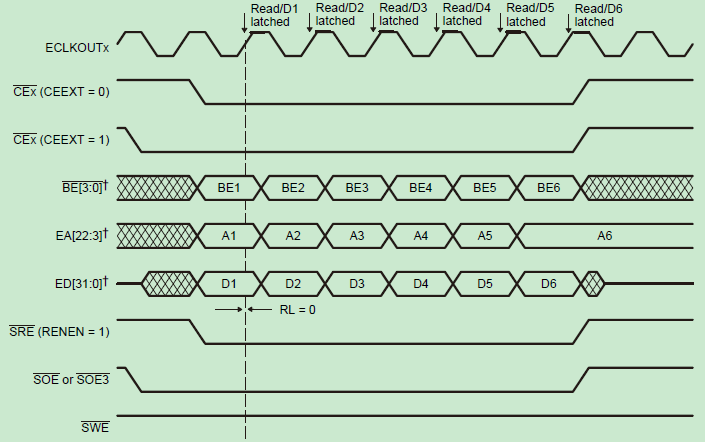 Read/D1 Read/D2 Read/D3 Read/D4 Read/D5 Read/D6
latched latched latched latched latched latched
ECLKOUTx
CEx (CEEXT = 0)
CEx (CEEXT = 1)
BE[3:0]† BE1 BE2 BE3 BE4 BE5 BE6
EA[22:3]† A1 A2 A3 A4 A5 A6
ED[31:0]† D1 D2 D3 D4 D5 D6
RL = 0
SRE (RENEN = 1)
SOE or SOE3
SWE